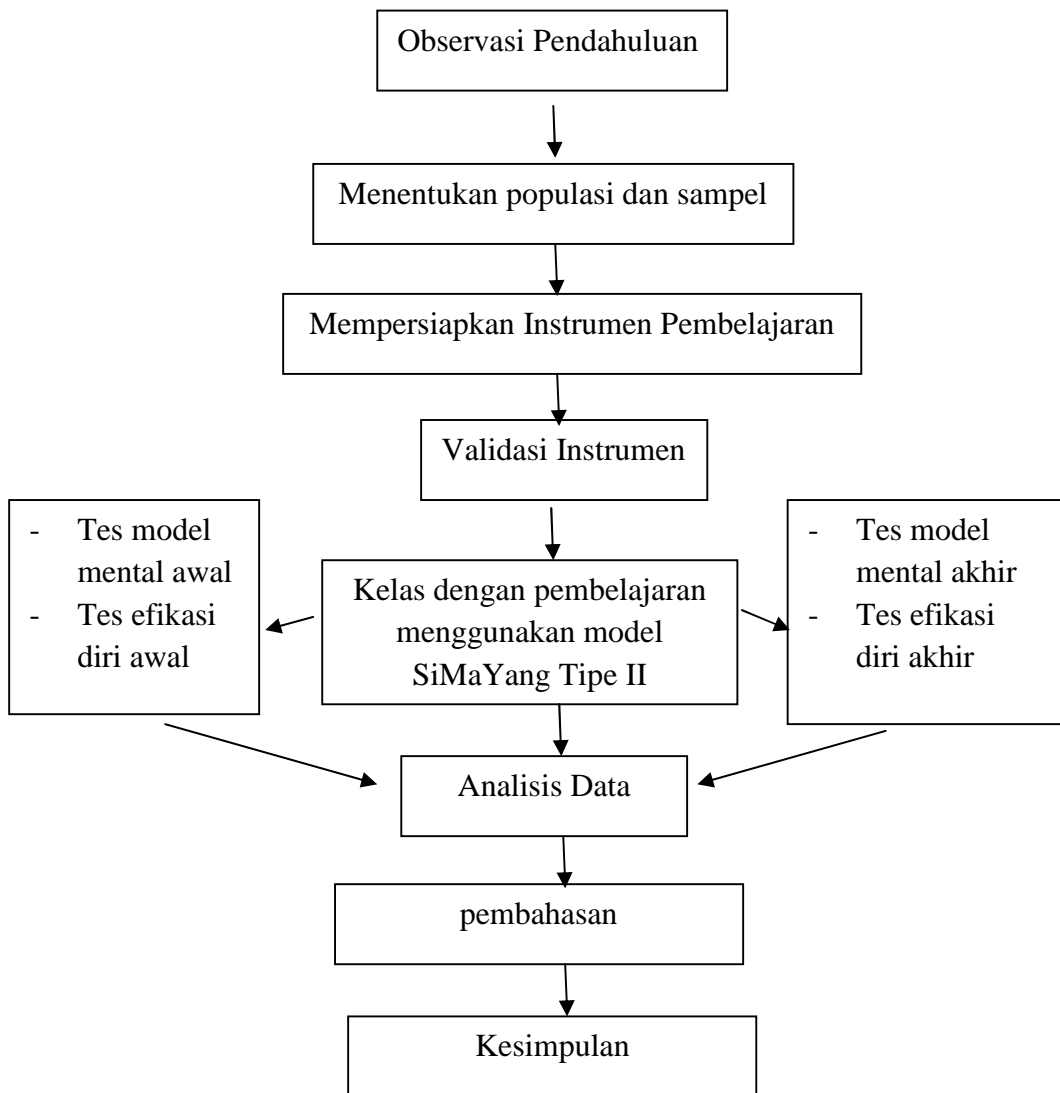 Observasi Pendahuluan
Menentukan populasi dan sampel
Mempersiapkan Instrumen Pembelajaran
Validasi Instrumen
- Tes model
mental awal
- Tes efikasi
diri awal
Kelas dengan pembelajaran
menggunakan model
SiMaYang Tipe II
- Tes model
mental akhir
- Tes efikasi
diri akhir
Analisis Data
pembahasan
Kesimpulan